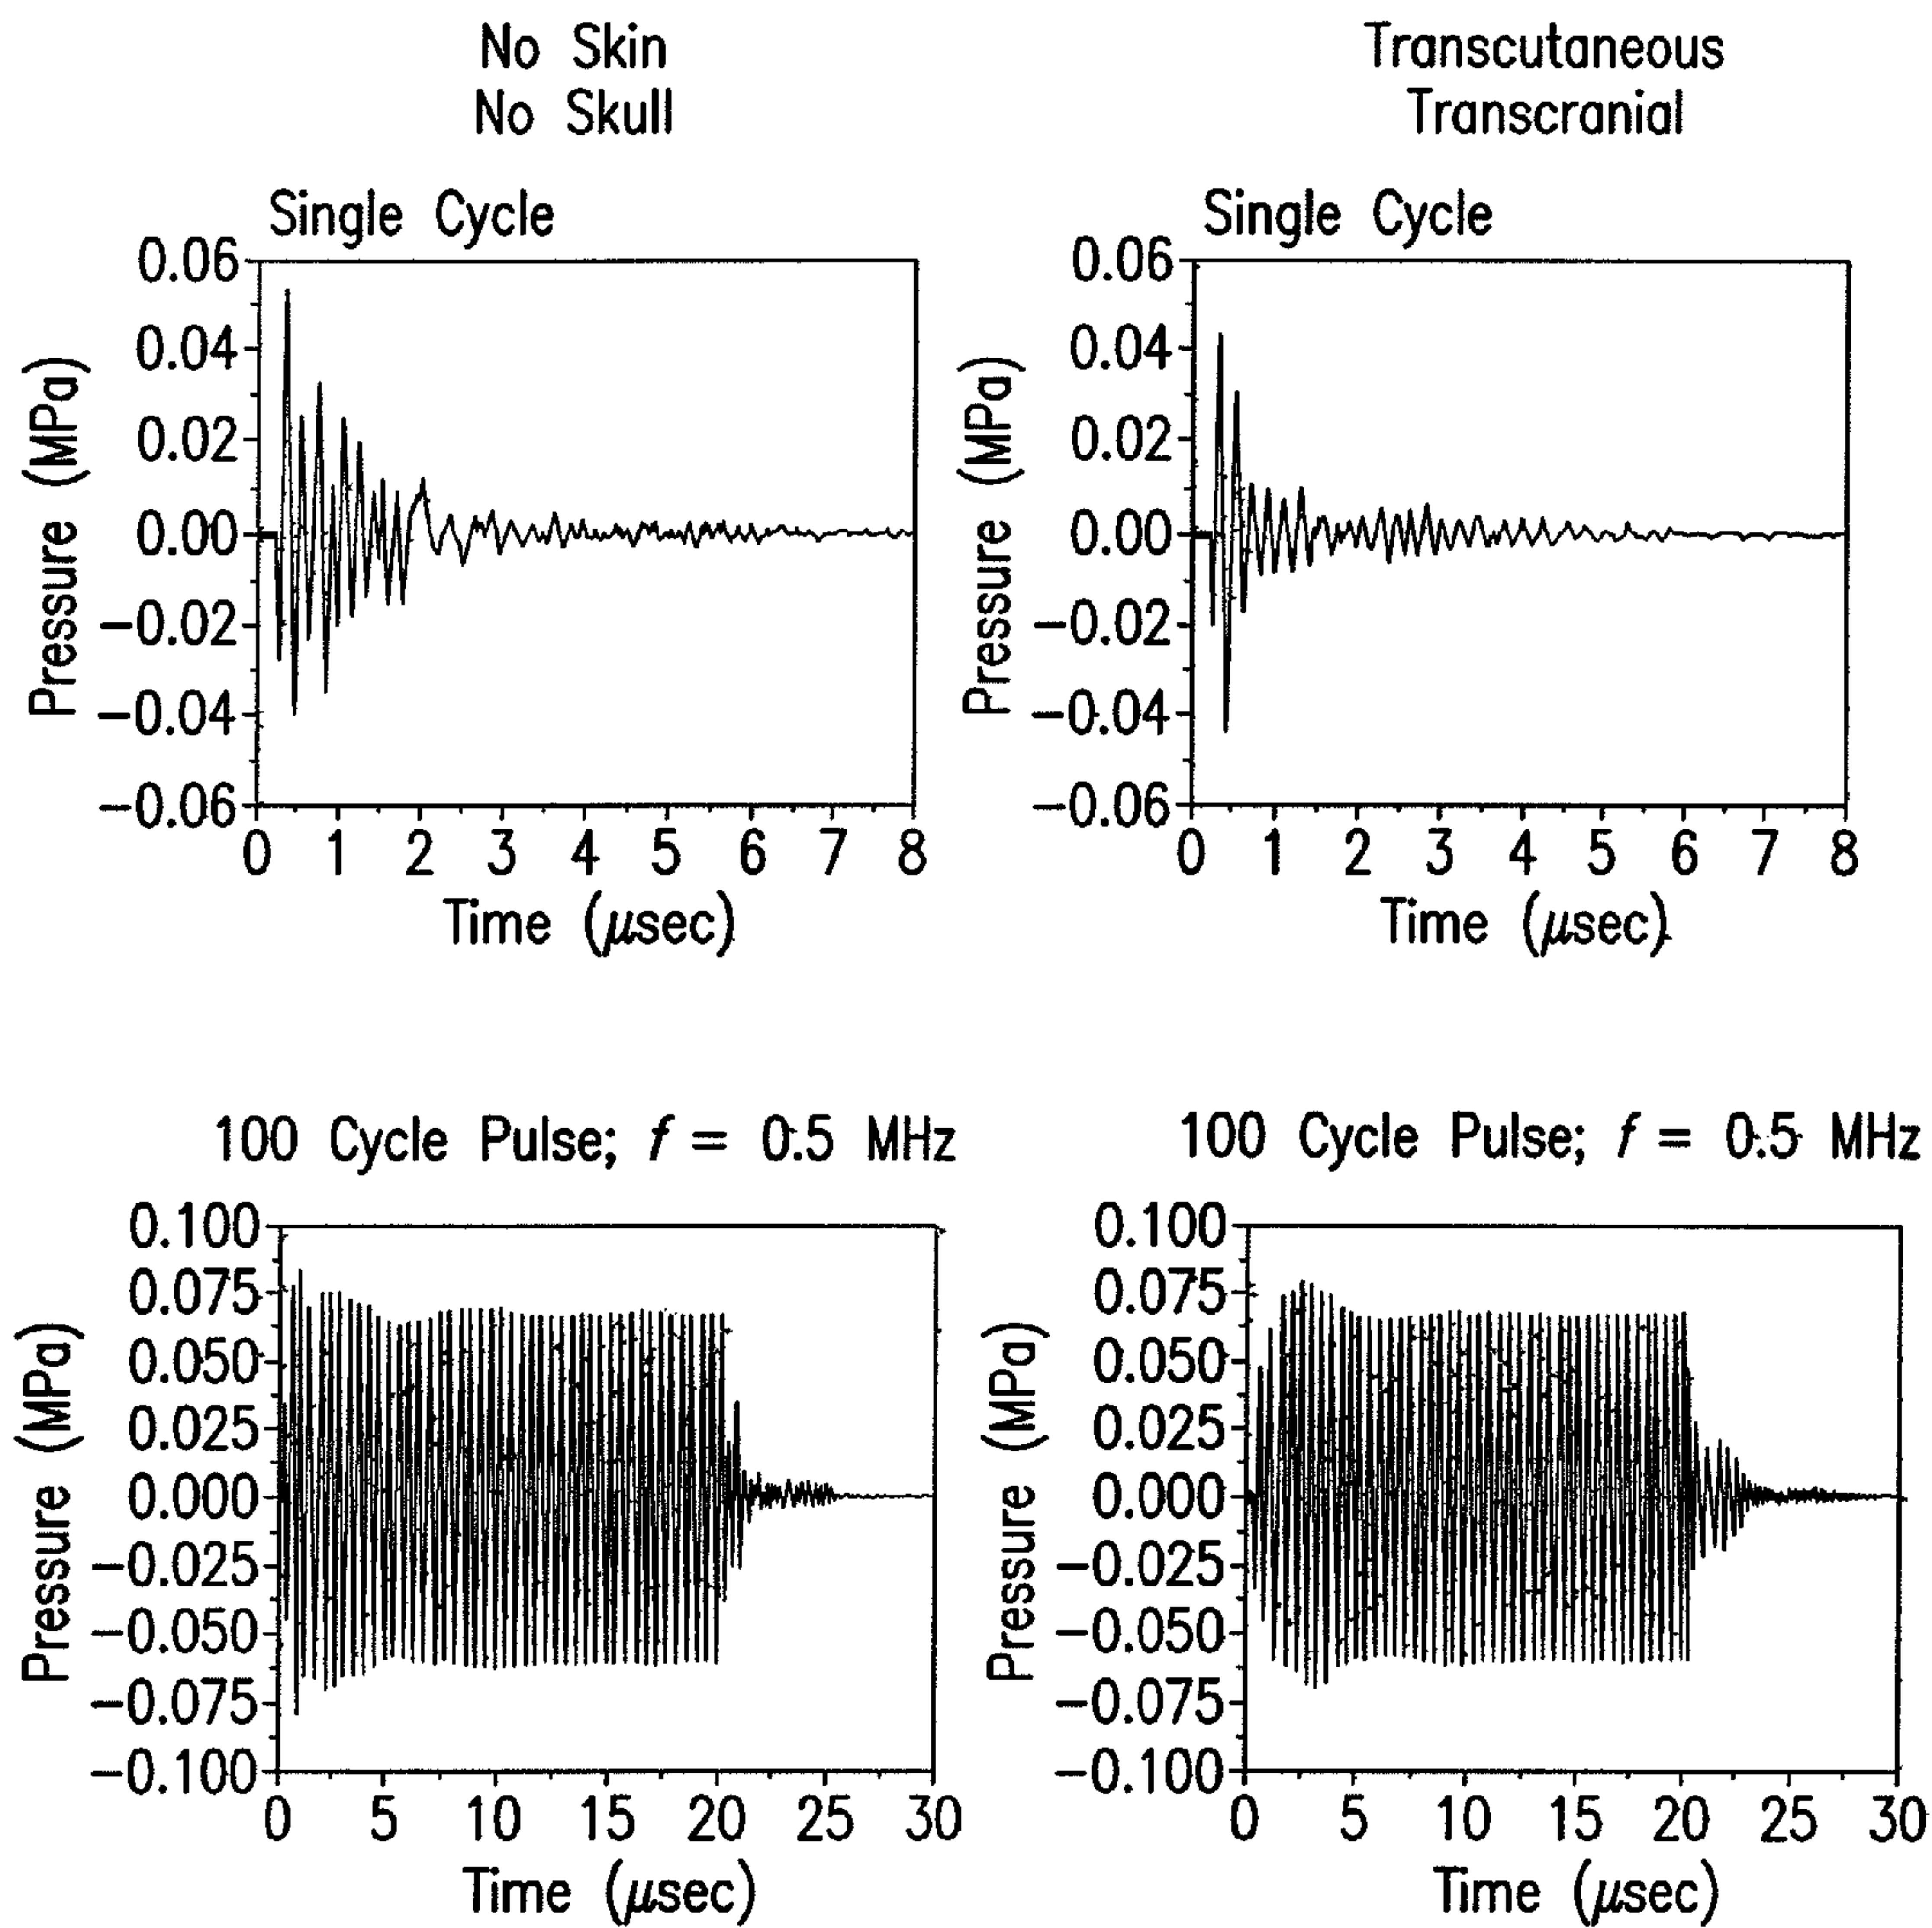 No Skin
No Skull
Transcutaneous
Transcranial
Single Cycle
0.06
0.04
0.02
0.00
−0.02
−0.04
−0.06
Pressure (MPa)
0 1 2 3 4 5 6 7 8
Time (μsec)
Single Cycle
0.06
0.04
0.02
0.00
−0.02
−0.04
−0.06
Pressure (MPa)
0 1 2 3 4 5 6 7 8
Time (μsec)
100 Cycle Pulse; f = 0.5 MHz
0.100
0.075
0.050
0.025
0.000
−0.025
−0.050
−0.075
−0.100
Pressure (MPa)
0 5 10 15 20 25 30
Time (μsec)
100 Cycle Pulse; f = 0.5 MHz
0.100
0.075
0.050
0.025
0.000
−0.025
−0.050
−0.075
−0.100
Pressure (MPa)
0 5 10 15 20 25 30
Time (μsec)